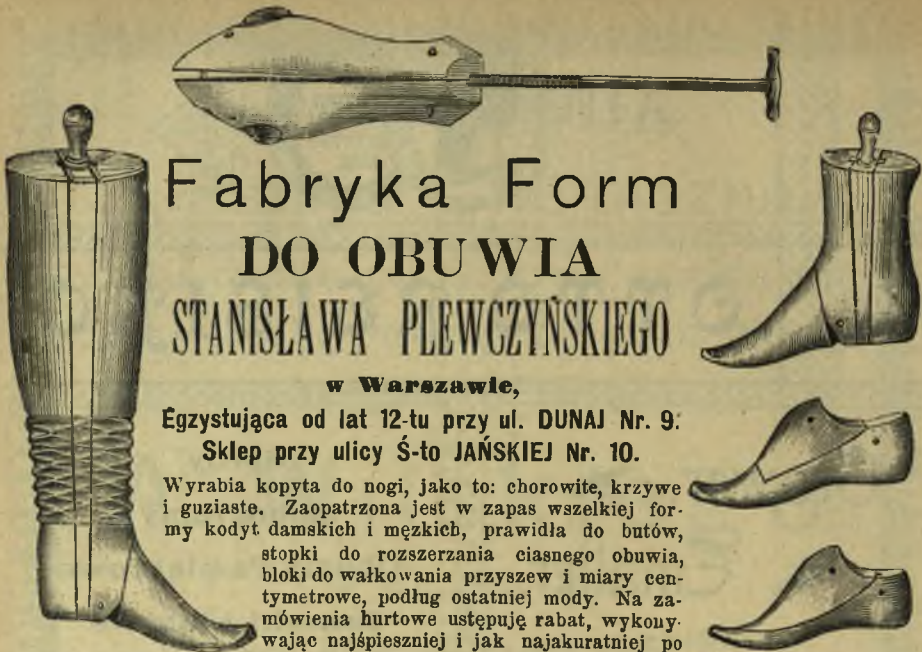 Fabryka Form
DO OBUWIA
STANISŁAWA PLEWCZYŃSKIEGO
w Warszawie,
Egzystująca od lat 12-tu przy ul. DUNAJ Nr. 9.
Sklep przy ulicy Ś-to JAŃSKIEJ Nr. 10.
Wyrabia kopyta do nogi, jako to: chorowite, krzywe
i guziaste. Zaopatrzona jest w zapas wszelkiej for-
my kodyt damskich i męzkich, prawidła do butów,
stopki do rozszerzania ciasnego obuwia,
bloki do wałkowania przyszew i miary cen-
tymetrowe, podług ostatniej mody. Na za-
mówienia hurtowe ustępuję rabat, wykony-
wając najśpieszniej i jak najakuratniej po